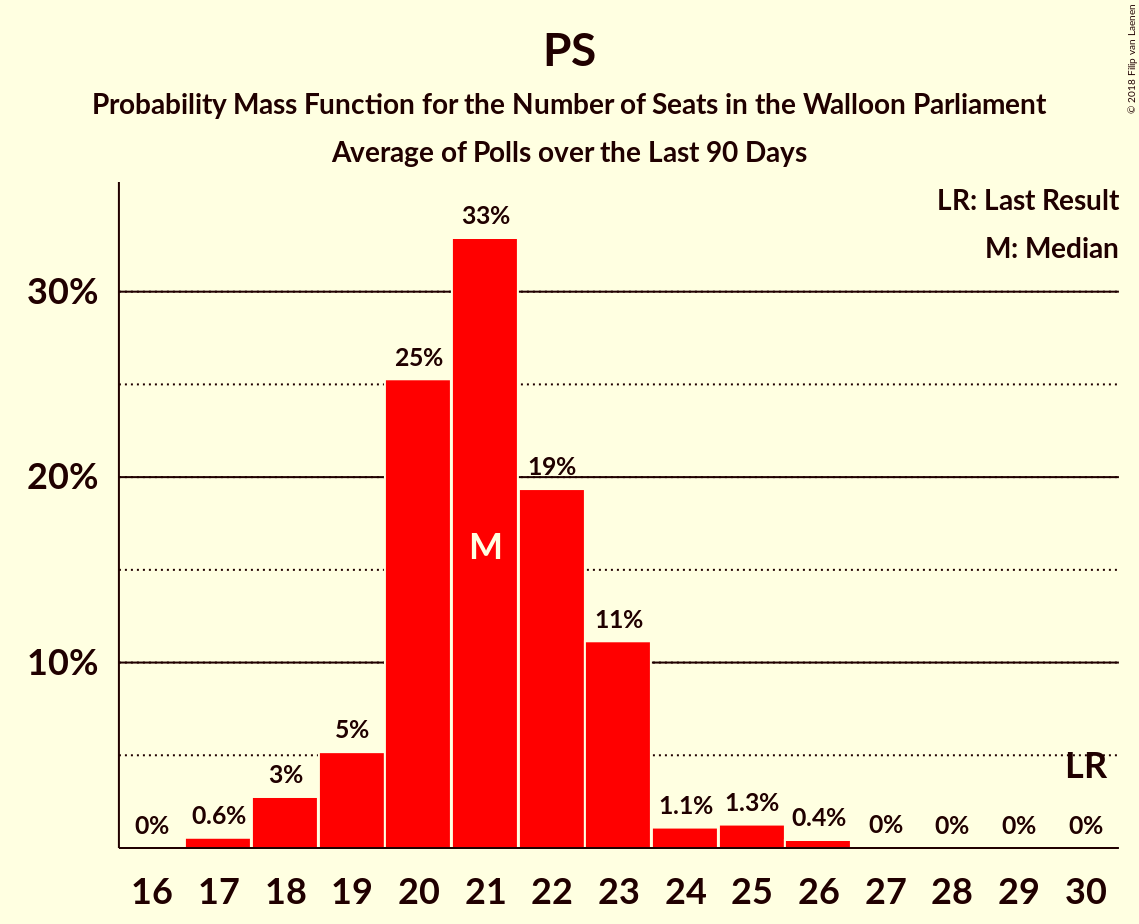 PS
Probability Mass Function for the Number of Seats in the Walloon Parliament
Average of Polls over the Last 90 Days
© 2018 Filip van Laenen
LR: Last Result
M: Median
33%
30%
25%
20%
19%
M
11%
10%
5%
LR
3%
0% 0.6% 1.1% 1.3% 0.4% 0% 0% 0% 0%
16 17 18 19 20 21 22 23 24 25 26 27 28 29 30